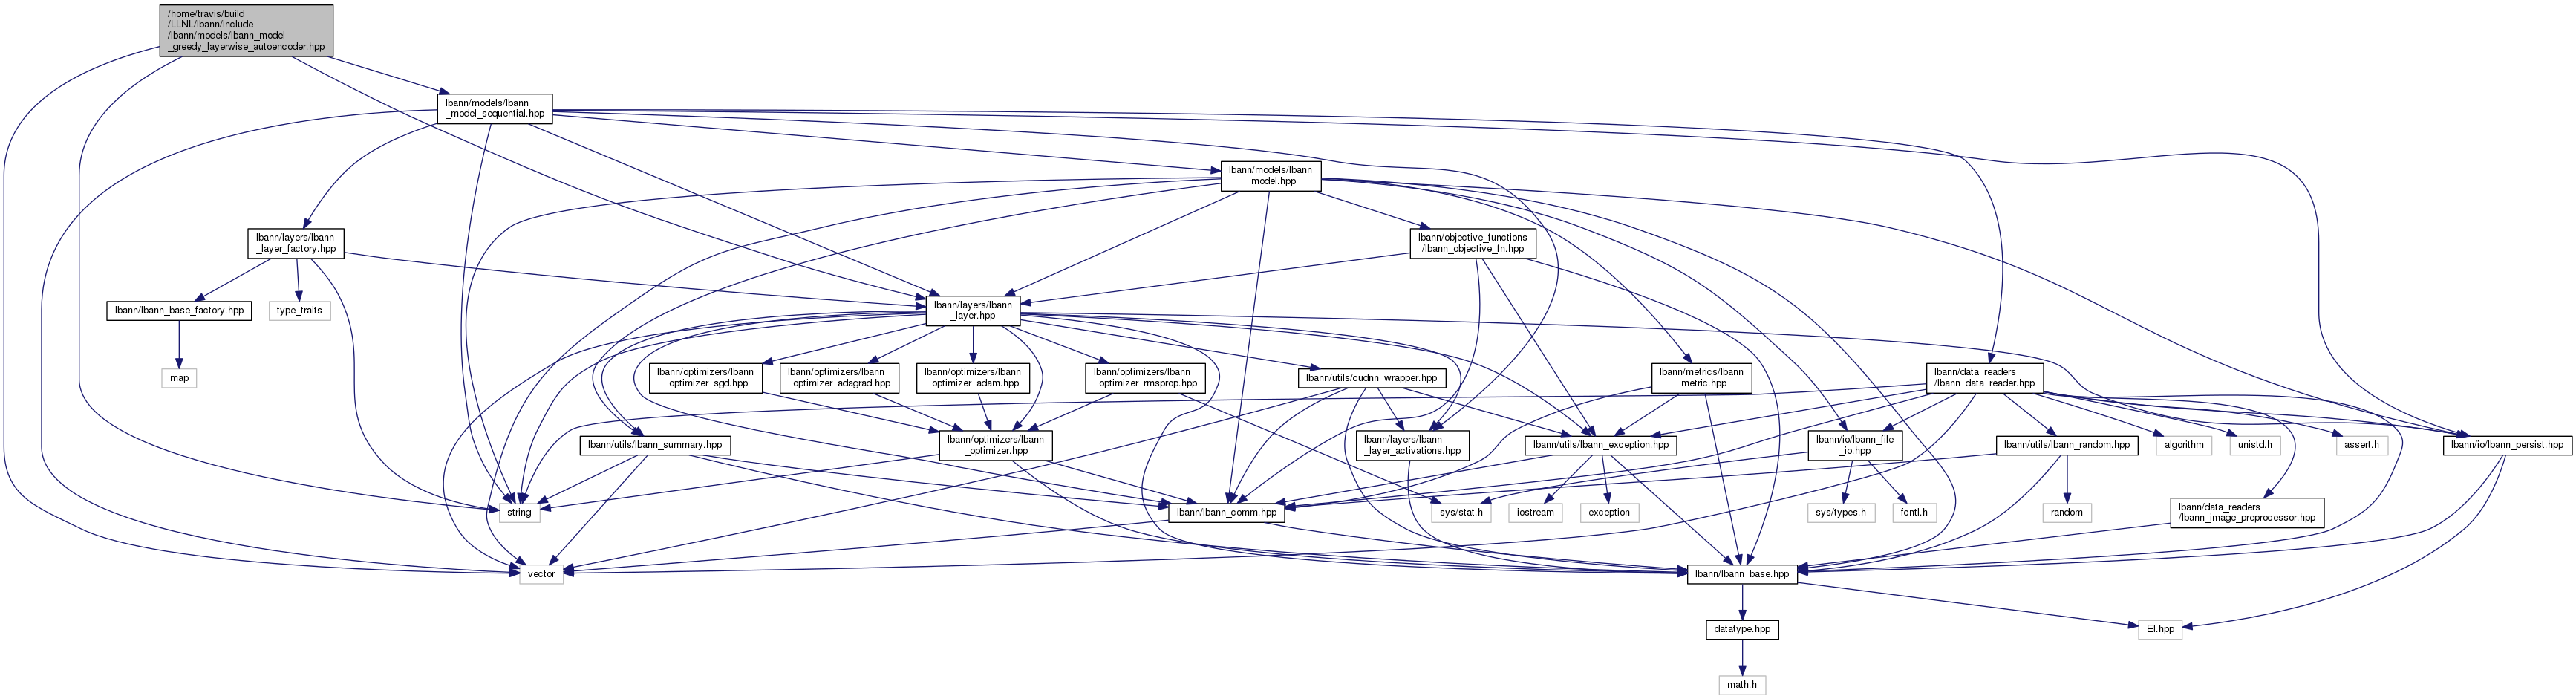 /home/travis/build
/LLNL/lbann/include
/lbann/models/lbann_model
_greedy_layerwise_autoencoder.hpp
lbann/models/lbann
_model_sequential.hpp
lbann/models/lbann
_model.hpp
lbann/layers/lbann
_layer_factory.hpp
lbann/objective_functions
/lbann_objective_fn.hpp
lbann/lbann_base_factory.hpp
type_traits
lbann/layers/lbann
_layer.hpp
map
lbann/optimizers/lbann
_optimizer_sgd.hpp
lbann/optimizers/lbann
_optimizer_adagrad.hpp
lbann/optimizers/lbann
_optimizer_adam.hpp
lbann/optimizers/lbann
_optimizer_rmsprop.hpp
lbann/utils/cudnn_wrapper.hpp
lbann/metrics/lbann
_metric.hpp
lbann/data_readers
/lbann_data_reader.hpp
lbann/utils/lbann_summary.hpp
lbann/optimizers/lbann
_optimizer.hpp
lbann/layers/lbann
_layer_activations.hpp
lbann/utils/lbann_exception.hpp
lbann/io/lbann_file
_io.hpp
lbann/utils/lbann_random.hpp
algorithm
unistd.h
assert.h
lbann/io/lbann_persist.hpp
string
lbann/lbann_comm.hpp
sys/stat.h
iostream
exception
sys/types.h
fcntl.h
random
lbann/data_readers
/lbann_image_preprocessor.hpp
vector
lbann/lbann_base.hpp
datatype.hpp
El.hpp
math.h